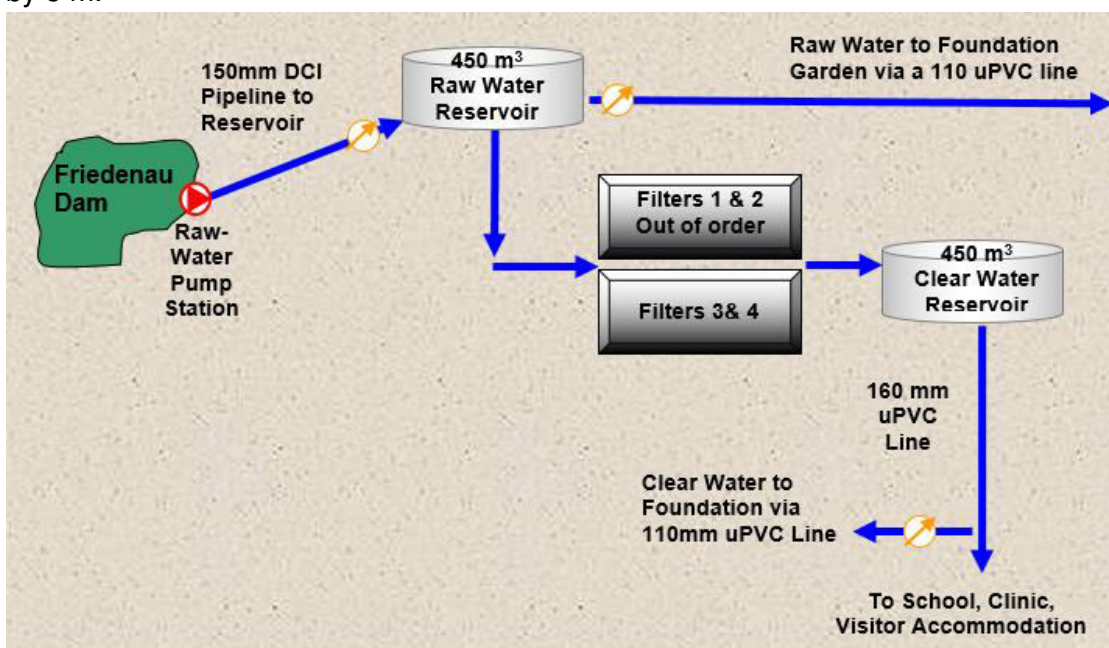 by 3 m.
150mm DCI
Pipeline to
Reservoir
450 m³
Raw Water
Reservoir
Raw Water to Foundation
Garden via a 110 uPVC line
Friedenau
Dam
Raw-
Water
Pump
Station
Filters 1 & 2
Out of order
Filters 3& 4
450 m³
Clear Water
Reservoir
160 mm
uPVC
Line
Clear Water to
Foundation via
110mm uPVC Line
To School, Clinic,
Visitor Accommodation